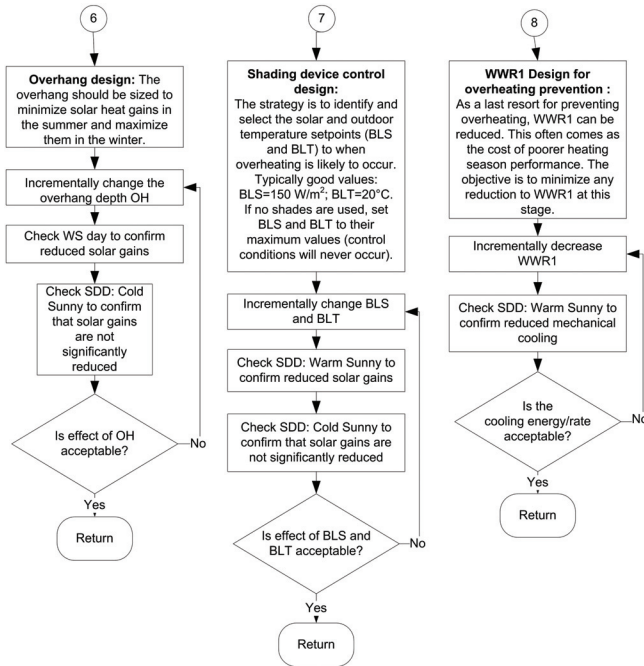 6
Overhang design: The
overhang should be sized to
minimize solar heat gains in
the summer and maximize
them in the winter.
Incrementally change the
overhang depth OH
Check WS day to confirm
reduced solar gains
Check SDD: Cold
Sunny to confirm
that solar gains
are not
significantly
reduced
Is effect of OH
acceptable?
No
Yes
Return
7
Shading device control
design:
The strategy is to identify and
select the solar and outdoor
temperature setpoints (BLS
and BLT) to when
overheating is likely to occur.
Typically good values:
BLS=150 W/m²; BLT=20°C.
If no shades are used, set
BLS and BLT to their
maximum values (control
conditions will never occur).
Incrementally change BLS
and BLT
Check SDD: Warm Sunny to
confirm reduced solar gains
Check SDD: Cold Sunny to
confirm that solar gains are
not significantly reduced
Is effect of BLS and
BLT acceptable?
No
Yes
Return
8
WWR1 Design for
overheating prevention :
As a last resort for preventing
overheating, WWR1 can be
reduced. This often comes as
the cost of poorer heating
season performance. The
objective is to minimize any
reduction to WWR1 at this
stage.
Incrementally decrease
WWR1
Check SDD: Warm Sunny to
confirm reduced mechanical
cooling
Is the
cooling energy/rate
acceptable?
No
Yes
Return